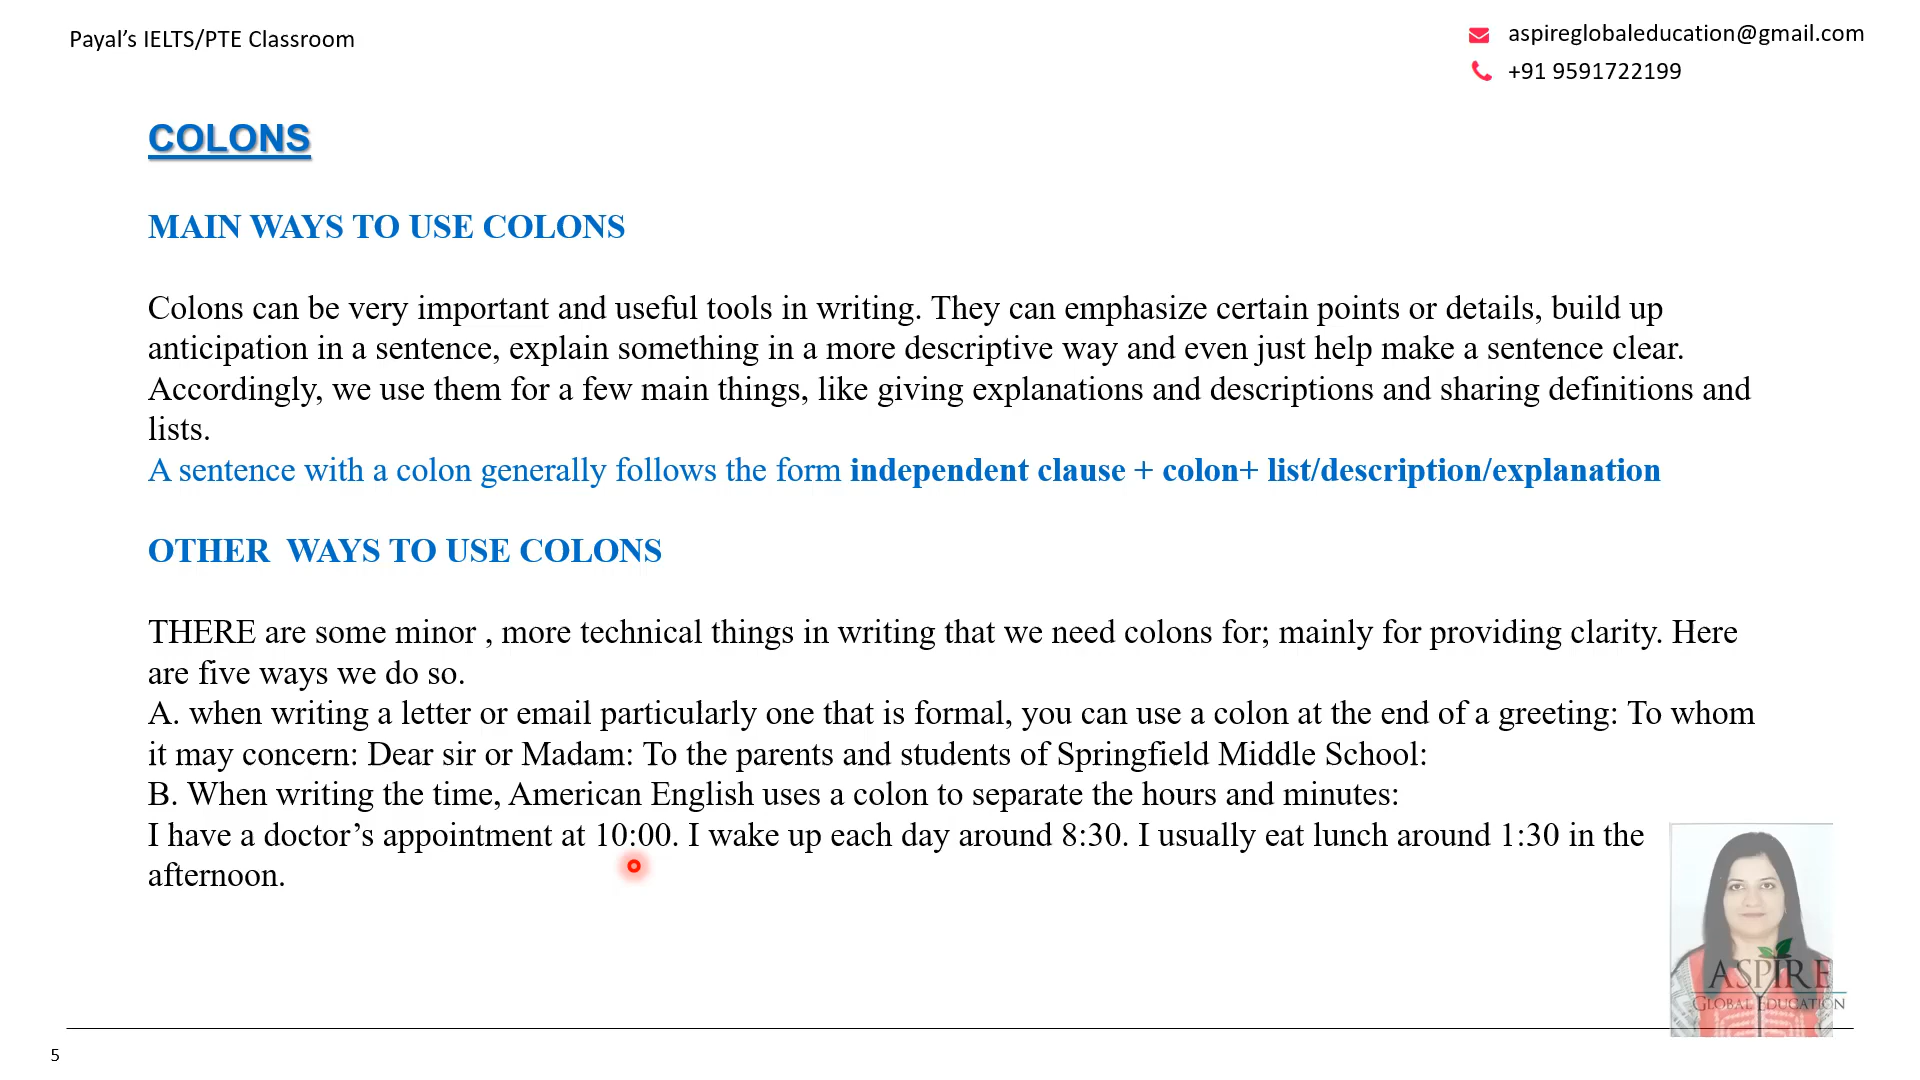 Payal’s IELTS/PTE Classroom
aspireglobaleducation@gmail.com
+91 9591722199
COLONS
MAIN WAYS TO USE COLONS
Colons can be very important and useful tools in writing. They can emphasize certain points or details, build up
anticipation in a sentence, explain something in a more descriptive way and even just help make a sentence clear.
Accordingly, we use them for a few main things, like giving explanations and descriptions and sharing definitions and
lists.
A sentence with a colon generally follows the form independent clause + colon+ list/description/explanation
OTHER  WAYS TO USE COLONS
THERE are some minor , more technical things in writing that we need colons for; mainly for providing clarity. Here
are five ways we do so.
A. when writing a letter or email particularly one that is formal, you can use a colon at the end of a greeting: To whom
it may concern: Dear sir or Madam: To the parents and students of Springfield Middle School:
B. When writing the time, American English uses a colon to separate the hours and minutes:
I have a doctor’s appointment at 10:00. I wake up each day around 8:30. I usually eat lunch around 1:30 in the
afternoon.
ASPIRE
GLOBAL EDUCATION
5